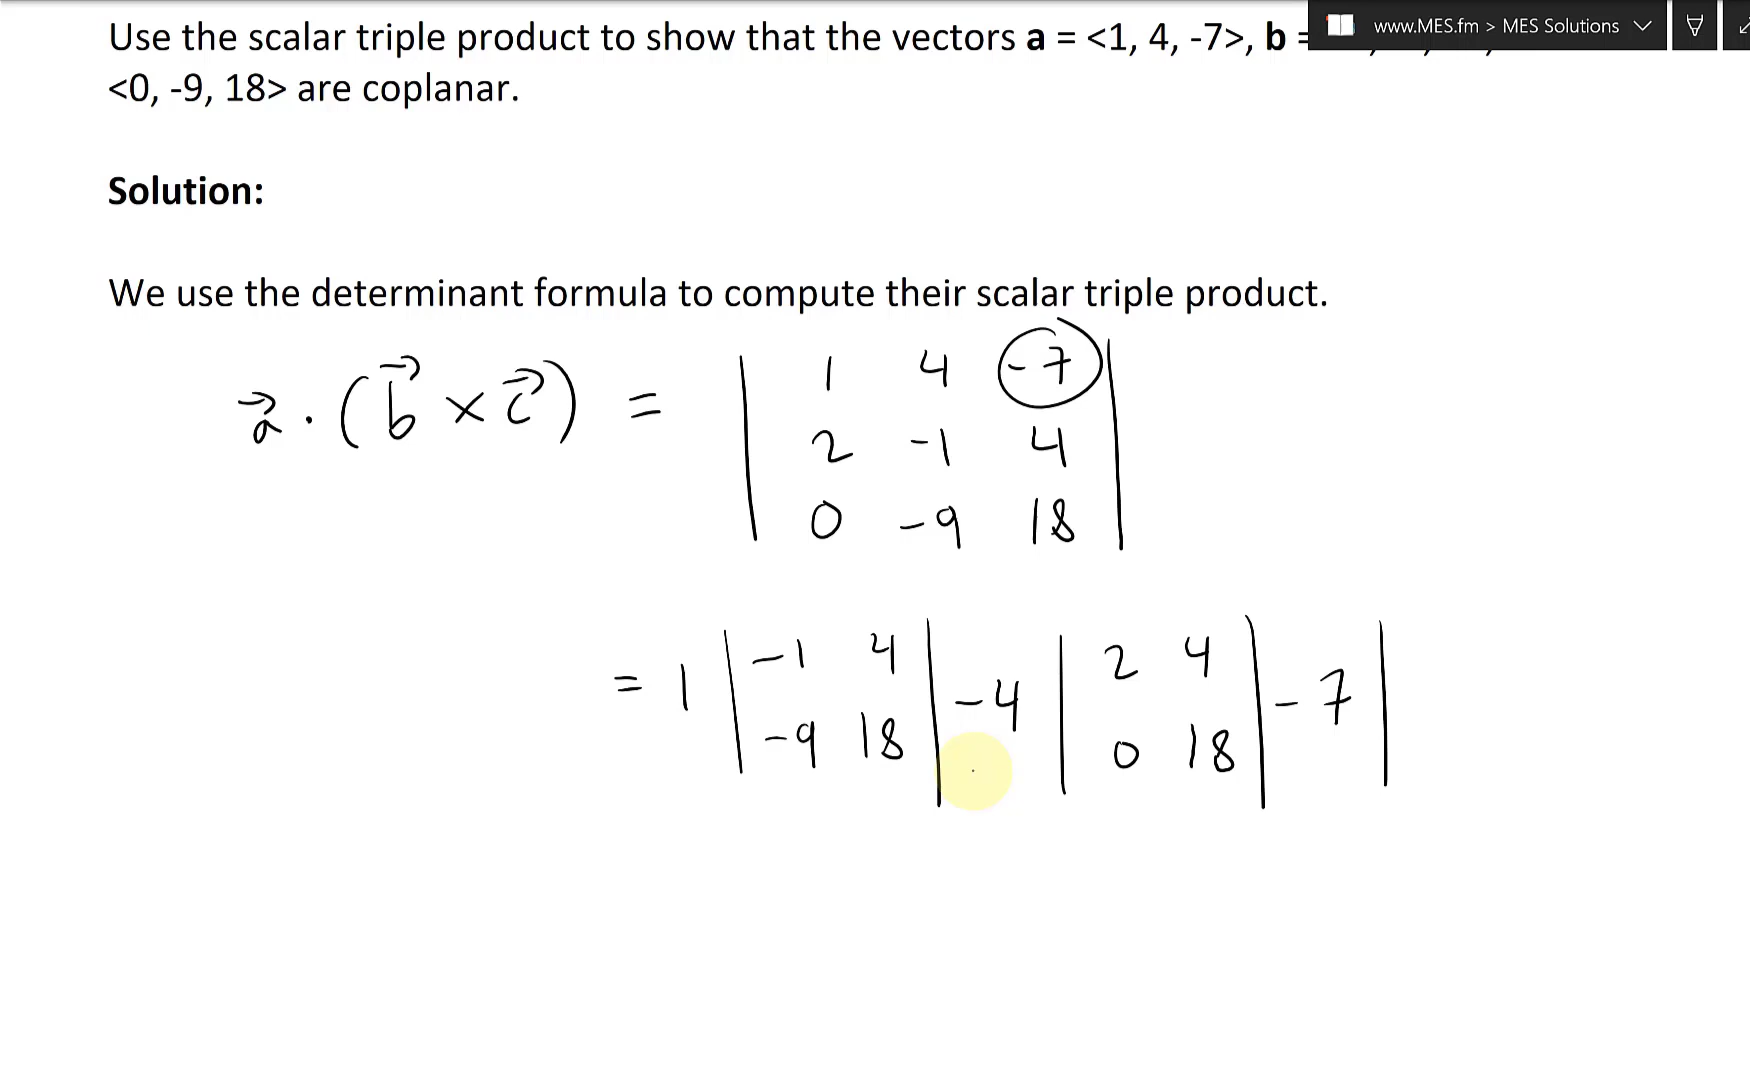 Use the scalar triple product to show that the vectors a = <1, 4, -7>, b =
www.MES.fm > MES Solutions
<0, -9, 18> are coplanar.
Solution:
We use the determinant formula to compute their scalar triple product.
a⃗ · (b⃗ × c⃗) = | 1 4 -7 |
| 2 -1 4 |
| 0 -9 18 |
= 1 | -1 4 | - 4 | 2 4 | - 7 |
| -9 18 | | 0 18 |